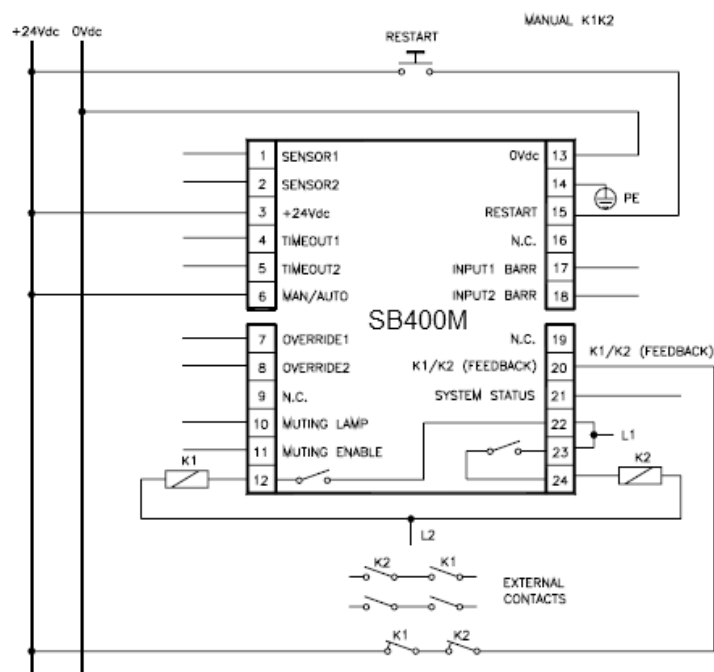 MANUAL K1K2
+24Vdc 0Vdc
RESTART
1 SENSOR1 0Vdc 13
2 SENSOR2 14 PE
3 +24Vdc RESTART 15
4 TIMEOUT1 N.C. 16
5 TIMEOUT2 INPUT1 BARR 17
6 MAN/AUTO INPUT2 BARR 18
SB400M
7 OVERRIDE1 N.C. 19
K1/K2 (FEEDBACK)
8 OVERRIDE2 K1/K2 (FEEDBACK) 20
9 N.C. SYSTEM STATUS 21
10 MUTING LAMP 22
L1
11 MUTING ENABLE 23
K1 K2
12 24
L2
K2 K1
EXTERNAL
CONTACTS
K1 K2